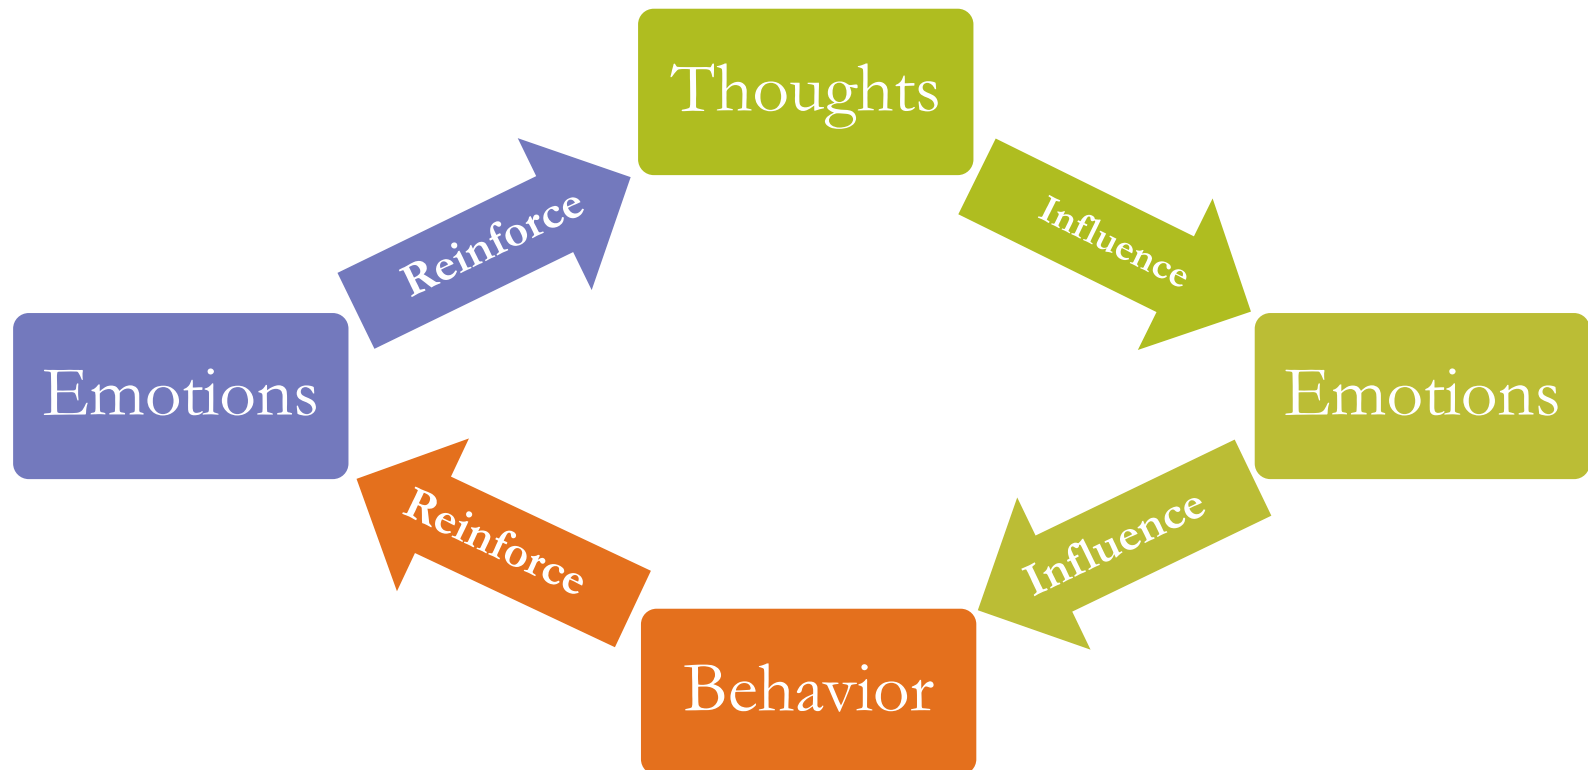 Thoughts
Influence
Emotions
Influence
Behavior
Reinforce
Emotions
Reinforce